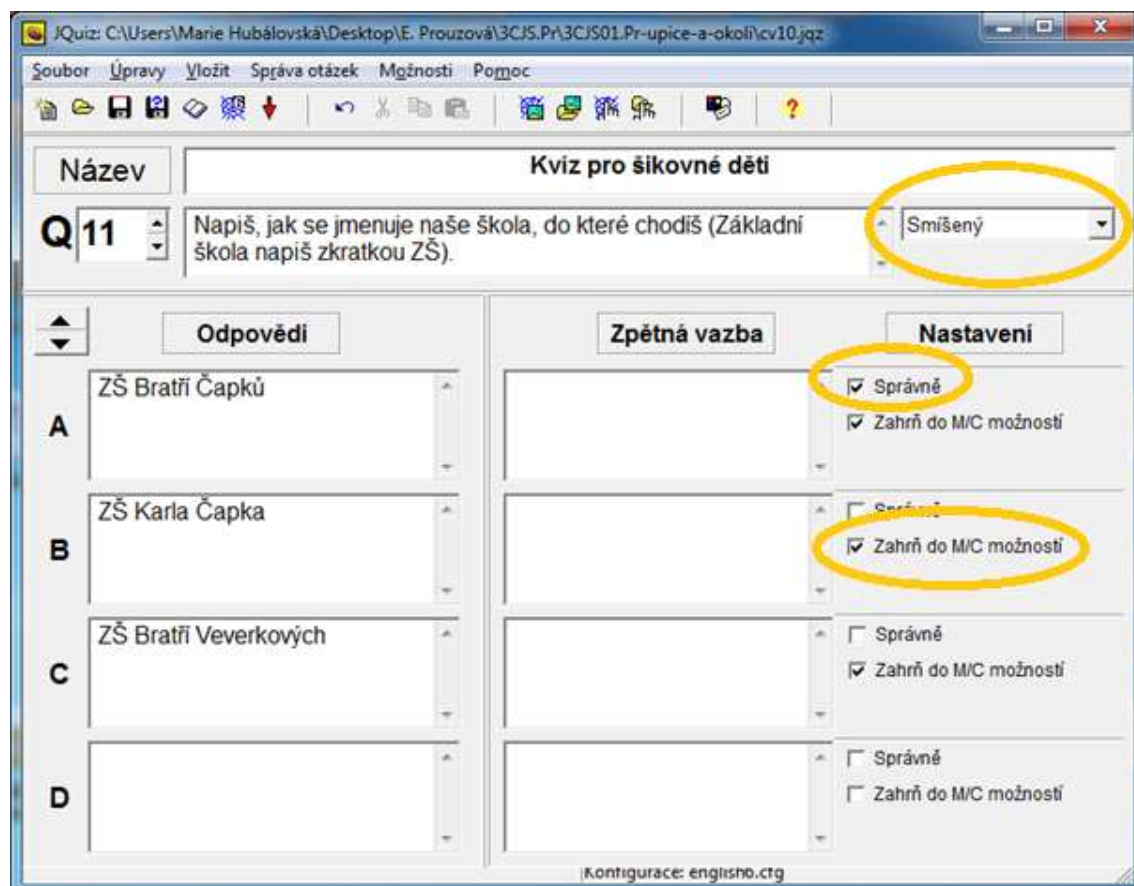 JQuiz: C:\Users\Marie Hubálovská\Desktop\E. Prouzová\3CJS.Pr\3CJS01.Pr-upice-a-okoli\cv10.jqz
Soubor Úpravy Vložit Správa otázek Možnosti Pomoc
Název
Kviz pro šikovné děti
Q 11
Napiš, jak se jmenuje naše škola, do které chodíš (Základní
škola napiš zkratkou ZŠ).
Smíšený
Odpovědi
Zpětná vazba
Nastavení
A
ZŠ Bratří Čapků
Správně
Zahrň do M/C možností
B
ZŠ Karla Čapka
Správně
Zahrň do M/C možností
C
ZŠ Bratří Veverkových
Správně
Zahrň do M/C možností
D
Správně
Zahrň do M/C možností
Konfigurace: english6.cfg